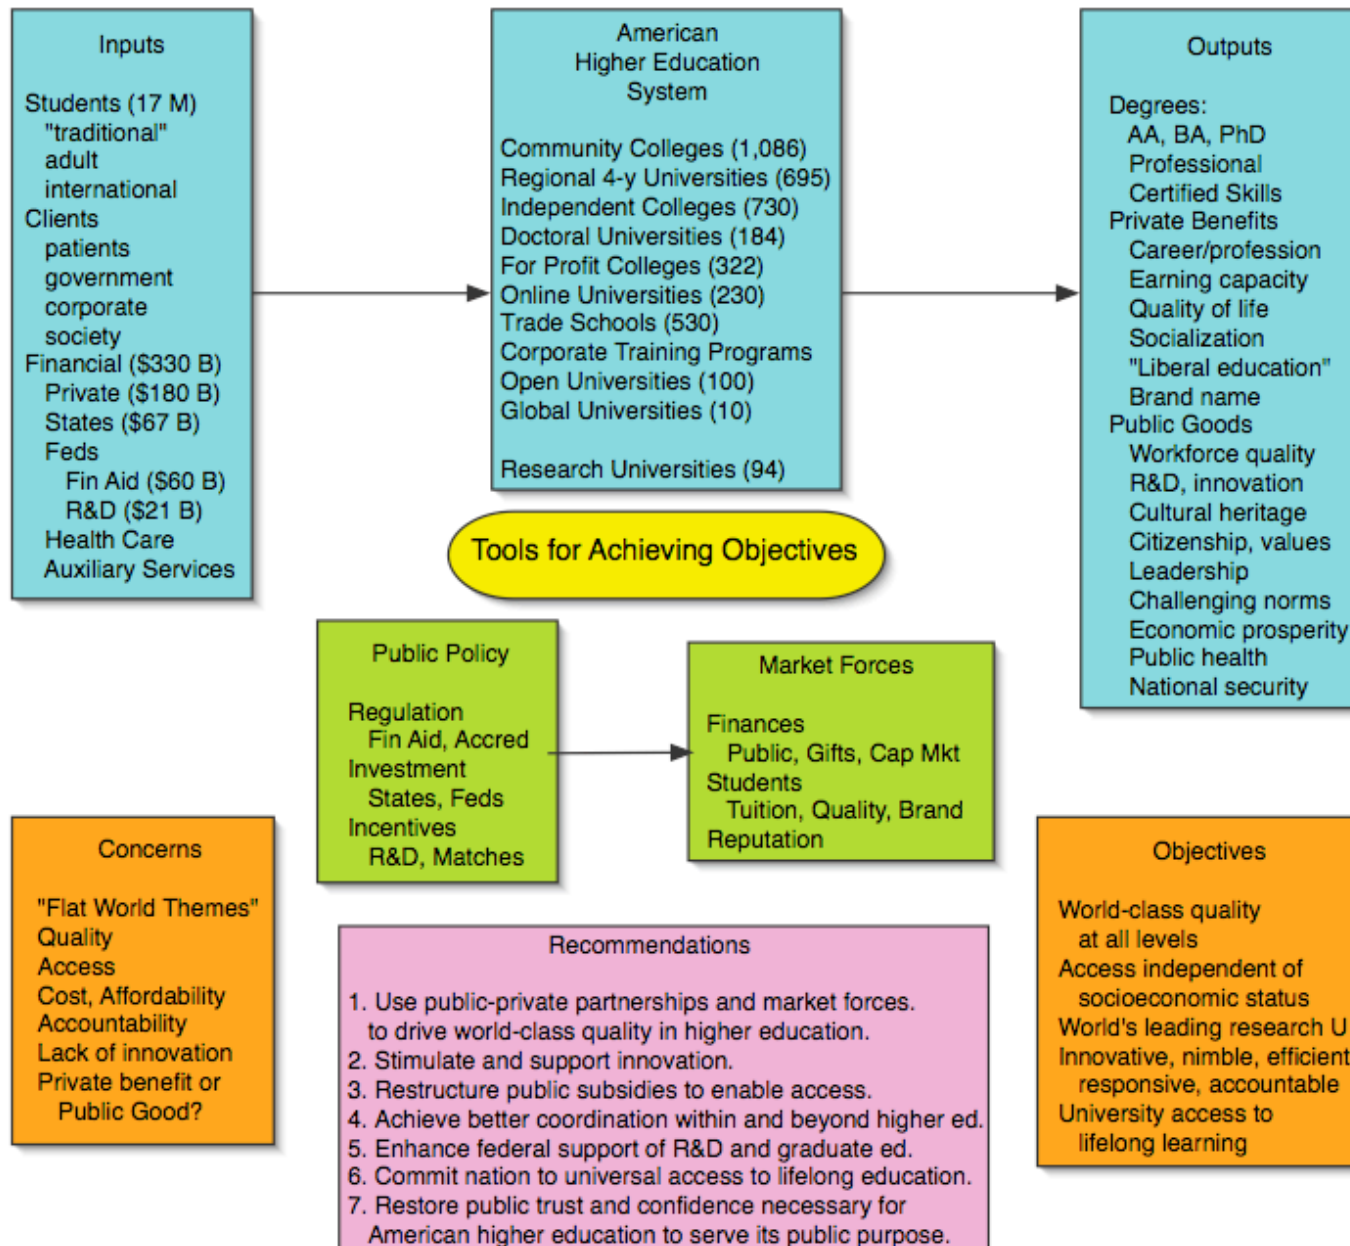 Inputs
Students (17 M)
"traditional"
adult
international
Clients
patients
government
corporate
society
Financial ($330 B)
Private ($180 B)
States ($67 B)
Feds
Fin Aid ($60 B)
R&D ($21 B)
Health Care
Auxiliary Services
American
Higher Education
System
Community Colleges (1,086)
Regional 4-y Universities (695)
Independent Colleges (730)
Doctoral Universities (184)
For Profit Colleges (322)
Online Universities (230)
Trade Schools (530)
Corporate Training Programs
Open Universities (100)
Global Universities (10)
Research Universities (94)
Outputs
Degrees:
AA, BA, PhD
Professional
Certified Skills
Private Benefits
Career/profession
Earning capacity
Quality of life
Socialization
"Liberal education"
Brand name
Public Goods
Workforce quality
R&D, innovation
Cultural heritage
Citizenship, values
Leadership
Challenging norms
Economic prosperity
Public health
National security
Tools for Achieving Objectives
Public Policy
Regulation
Fin Aid, Accred
Investment
States, Feds
Incentives
R&D, Matches
Market Forces
Finances
Public, Gifts, Cap Mkt
Students
Tuition, Quality, Brand
Reputation
Concerns
"Flat World Themes"
Quality
Access
Cost, Affordability
Accountability
Lack of innovation
Private benefit or
Public Good?
Recommendations
1. Use public-private partnerships and market forces.
to drive world-class quality in higher education.
2. Stimulate and support innovation.
3. Restructure public subsidies to enable access.
4. Achieve better coordination within and beyond higher ed.
5. Enhance federal support of R&D and graduate ed.
6. Commit nation to universal access to lifelong education.
7. Restore public trust and confidence necessary for
American higher education to serve its public purpose.
Objectives
World-class quality
at all levels
Access independent of
socioeconomic status
World's leading research U
Innovative, nimble, efficient
responsive, accountable
University access to
lifelong learning